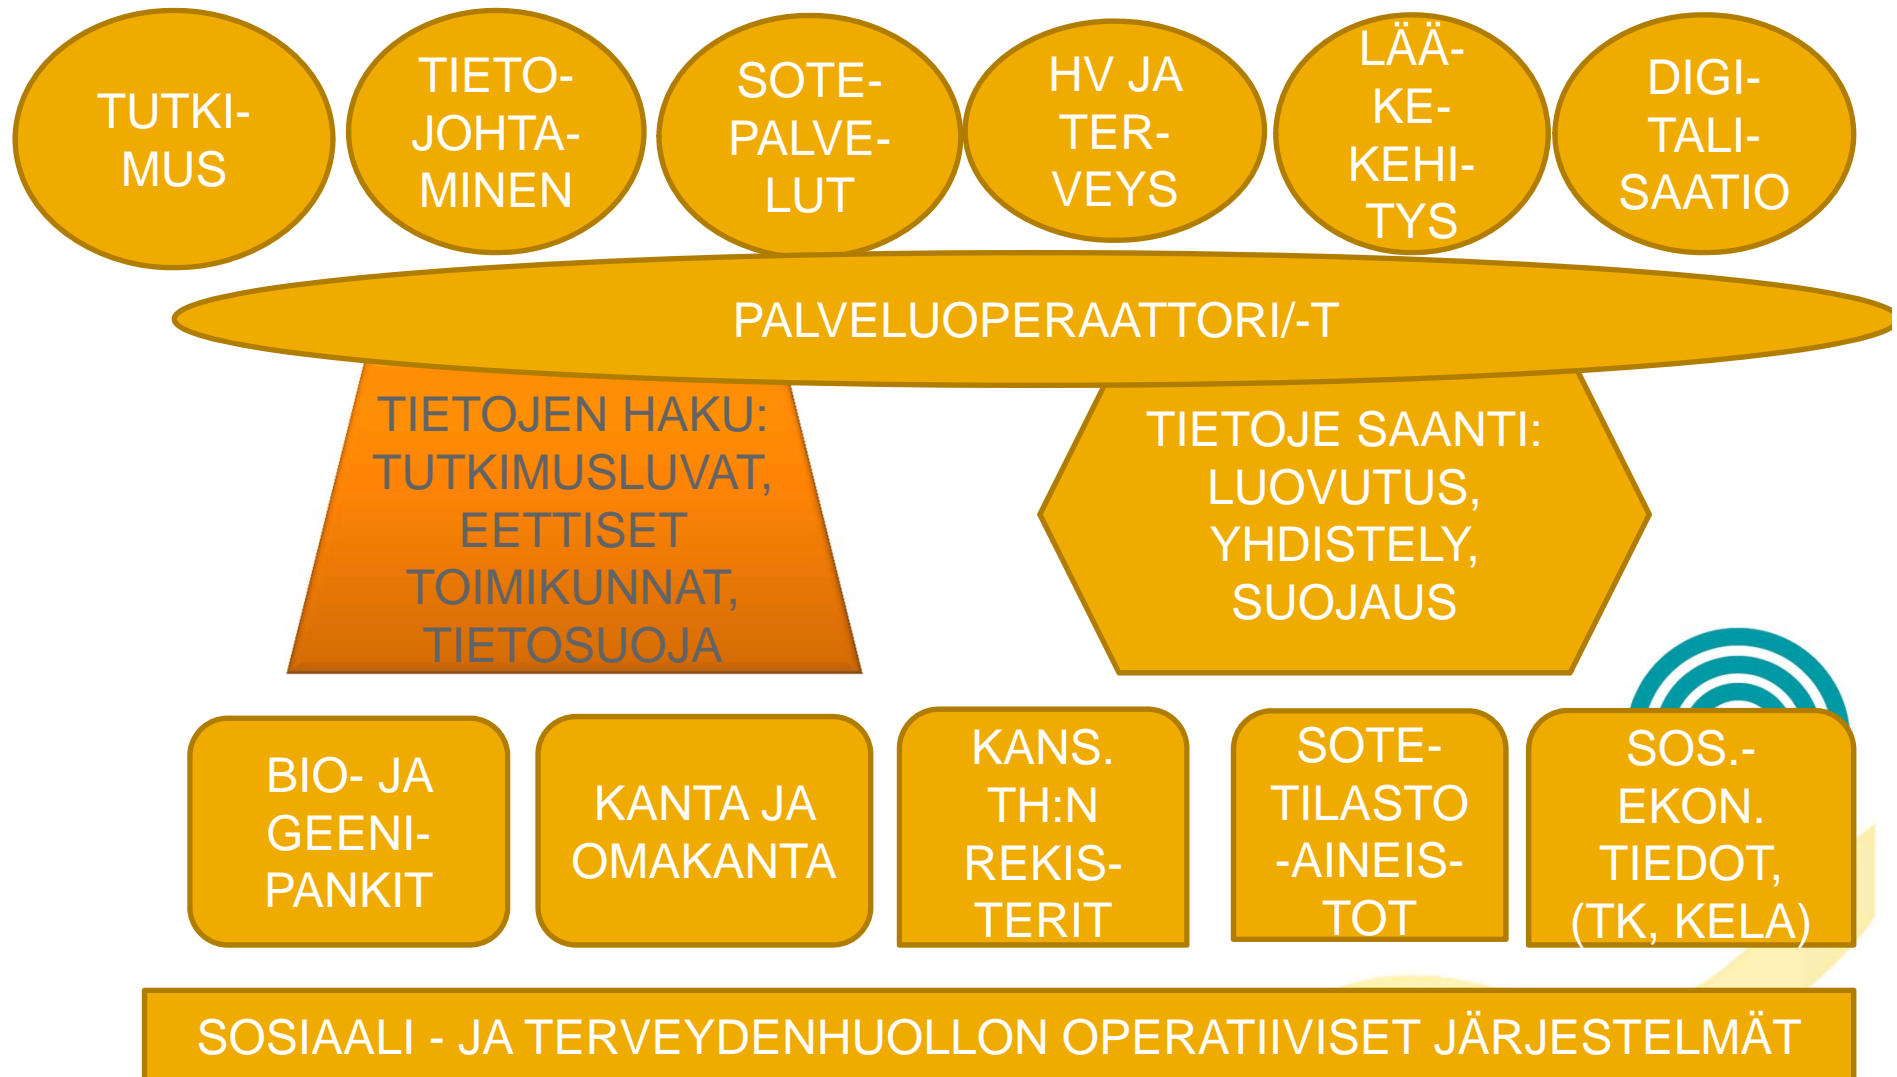 TUTKI-
MUS
TIETO-
JOHTA-
MINEN
SOTE-
PALVE-
LUT
HV JA
TER-
VEYS
LÄÄ-
KE-
KEHI-
TYS
DIGI-
TALI-
SAATIO
PALVELUOPERAATTORI/-T
TIETOJEN HAKU:
TUTKIMUSLUVAT,
EETTISET
TOIMIKUNNAT,
TIETOSUOJA
TIETOJE SAANTI:
LUOVUTUS,
YHDISTELY,
SUOJAUS
BIO- JA
GEENI-
PANKIT
KANTA JA
OMAKANTA
KANS.
TH:N
REKIS-
TERIT
SOTE-
TILASTO
-AINEIS-
TOT
SOS.-
EKON.
TIEDOT,
(TK, KELA)
SOSIAALI - JA TERVEYDENHUOLLON OPERATIIVISET JÄRJESTELMÄT